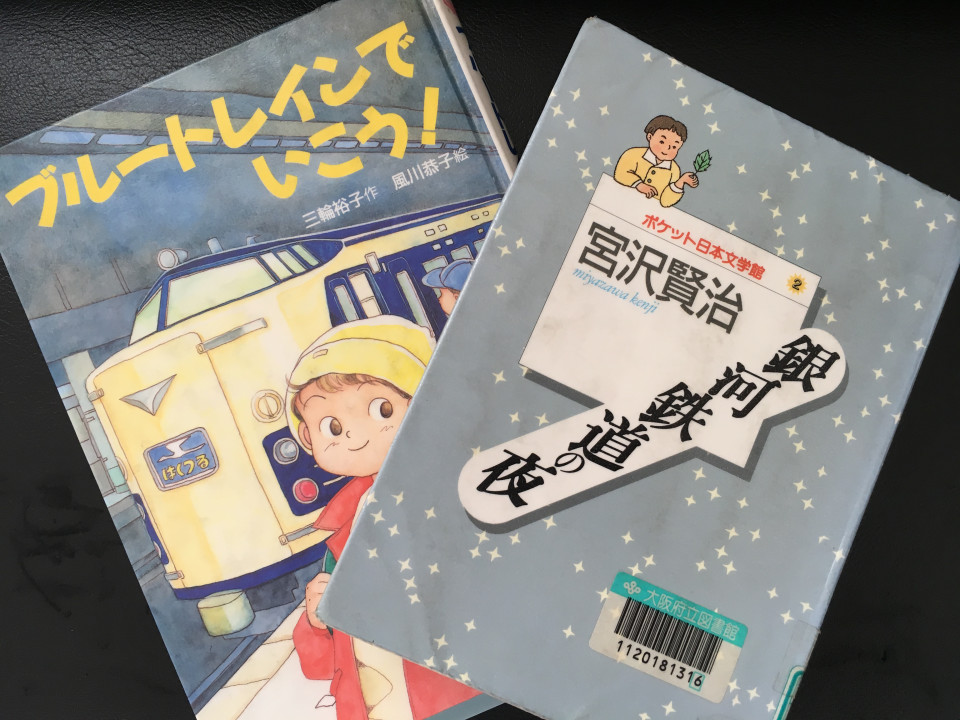 ブルートレインで
いこう!
三輪裕子作 風川恭子絵
はくつる
ポケット日本文学館
2
宮沢賢治
miyazawa kenji
銀河鉄道の夜
大阪府立図書館
1120181316